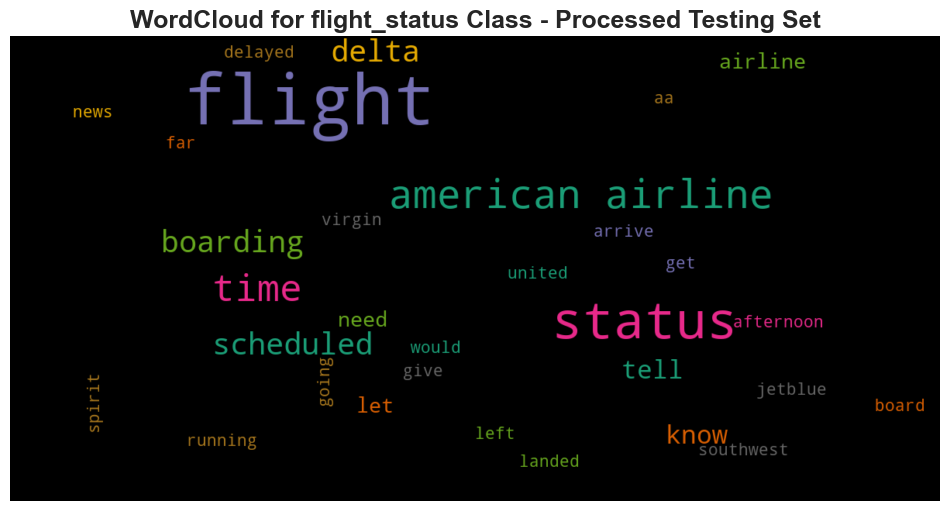 WordCloud for flight_status Class - Processed Testing Set
delayed
delta
airline
flight
news
aa
far
american airline
virgin
arrive
boarding
get
united
time
need
status
afternoon
scheduled
would
tell
give
going
jetblue
spirit
let
board
left
know
running
southwest
landed